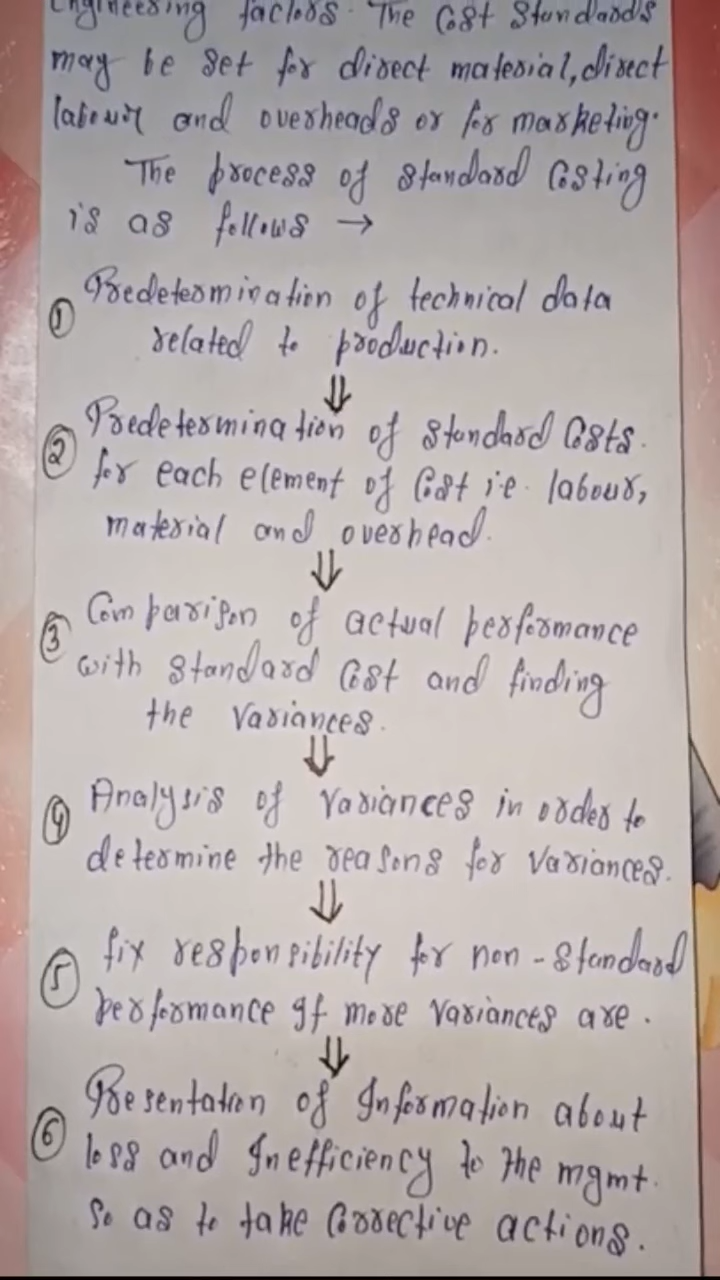 Engineering factors. The Cost Standards
may be set for direct material, direct
labour and overheads or for marketing.
The process of standard Costing
is as follows →
① Predetermination of technical data
related to production.
⇓
② Predetermination of standard Costs.
for each element of Cost i.e. labour,
material and overhead.
⇓
③ Comparison of actual performance
with standard Cost and finding
the Variances.
⇓
④ Analysis of Variances in order to
determine the reasons for Variances.
⇓
⑤ fix responsibility for non-standard
performance If more Variances are.
⇓
⑥ Presentation of Information about
loss and Inefficiency to the mgmt.
so as to take Corrective actions.